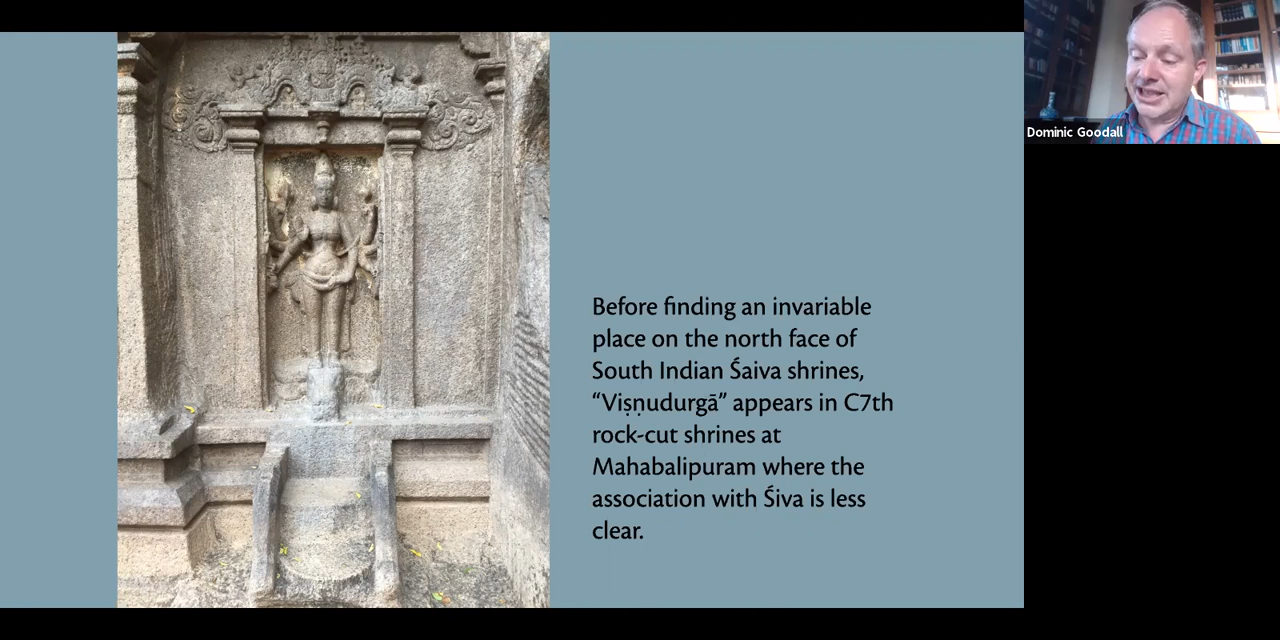 Before finding an invariable
place on the north face of
South Indian Śaiva shrines,
“Viṣṇudurgā” appears in C7th
rock-cut shrines at
Mahabalipuram where the
association with Śiva is less
clear.
Dominic Goodall